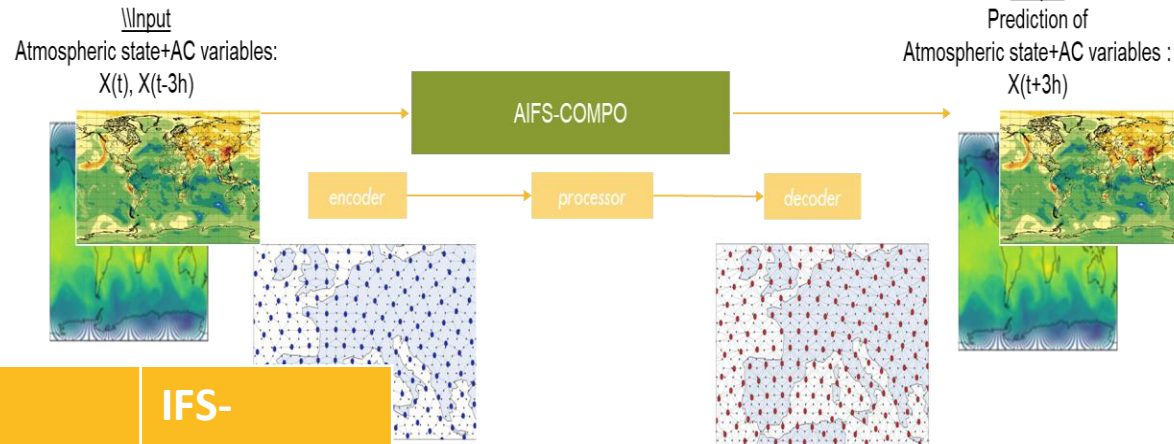 \\Input
Atmospheric state+AC variables:
X(t), X(t-3h)
AIFS-COMPO
encoder
processor
decoder
Prediction of
Atmospheric state+AC variables :
X(t+3h)
IFS-